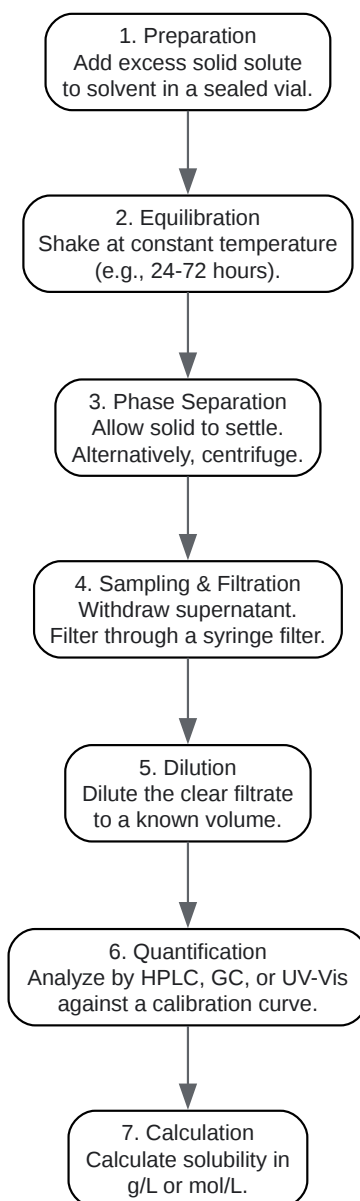 1. Preparation
Add excess solid solute
to solvent in a sealed vial.
2. Equilibration
Shake at constant temperature
(e.g., 24-72 hours).
3. Phase Separation
Allow solid to settle.
Alternatively, centrifuge.
4. Sampling & Filtration
Withdraw supernatant.
Filter through a syringe filter.
5. Dilution
Dilute the clear filtrate
to a known volume.
6. Quantification
Analyze by HPLC, GC, or UV-Vis
against a calibration curve.
7. Calculation
Calculate solubility in
g/L or mol/L.